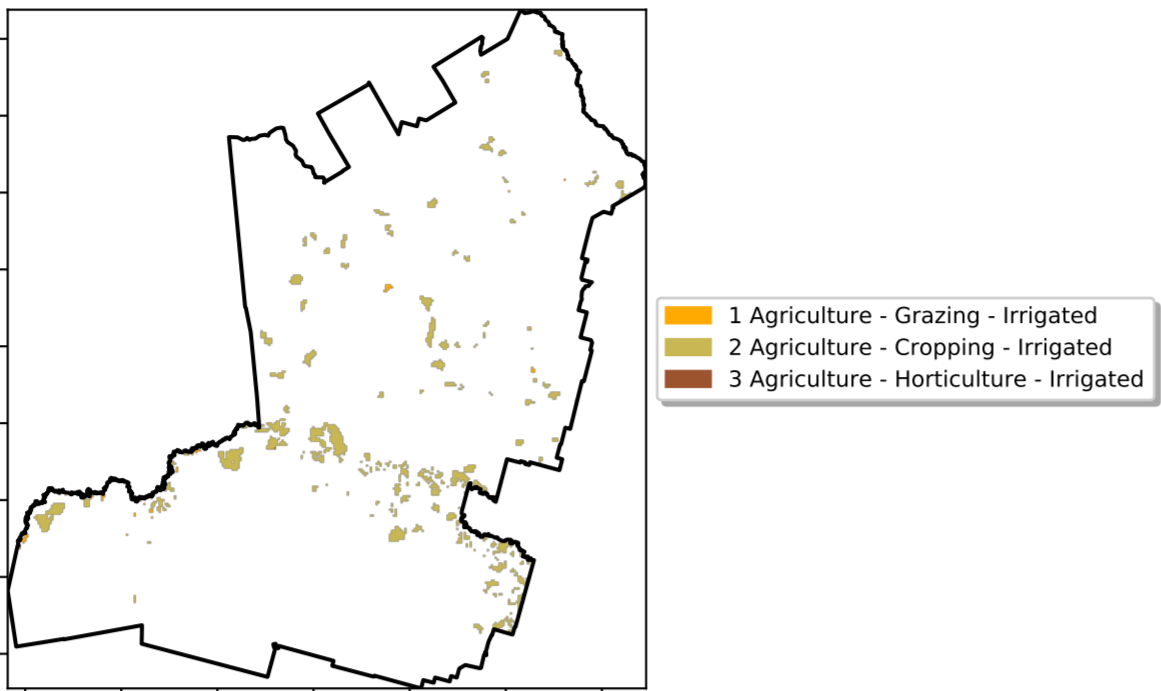 1 Agriculture - Grazing - Irrigated
2 Agriculture - Cropping - Irrigated
3 Agriculture - Horticulture - Irrigated